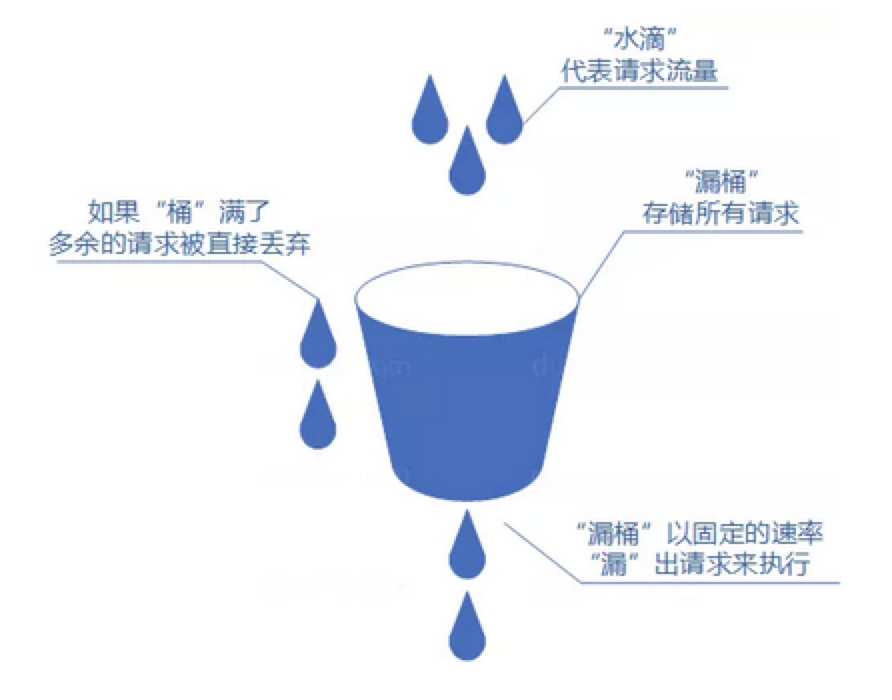 “水滴”
代表请求流量
“漏桶”
存储所有请求
如果“桶”满了
多余的请求被直接丢弃
“漏桶”以固定的速率
“漏”出请求来执行